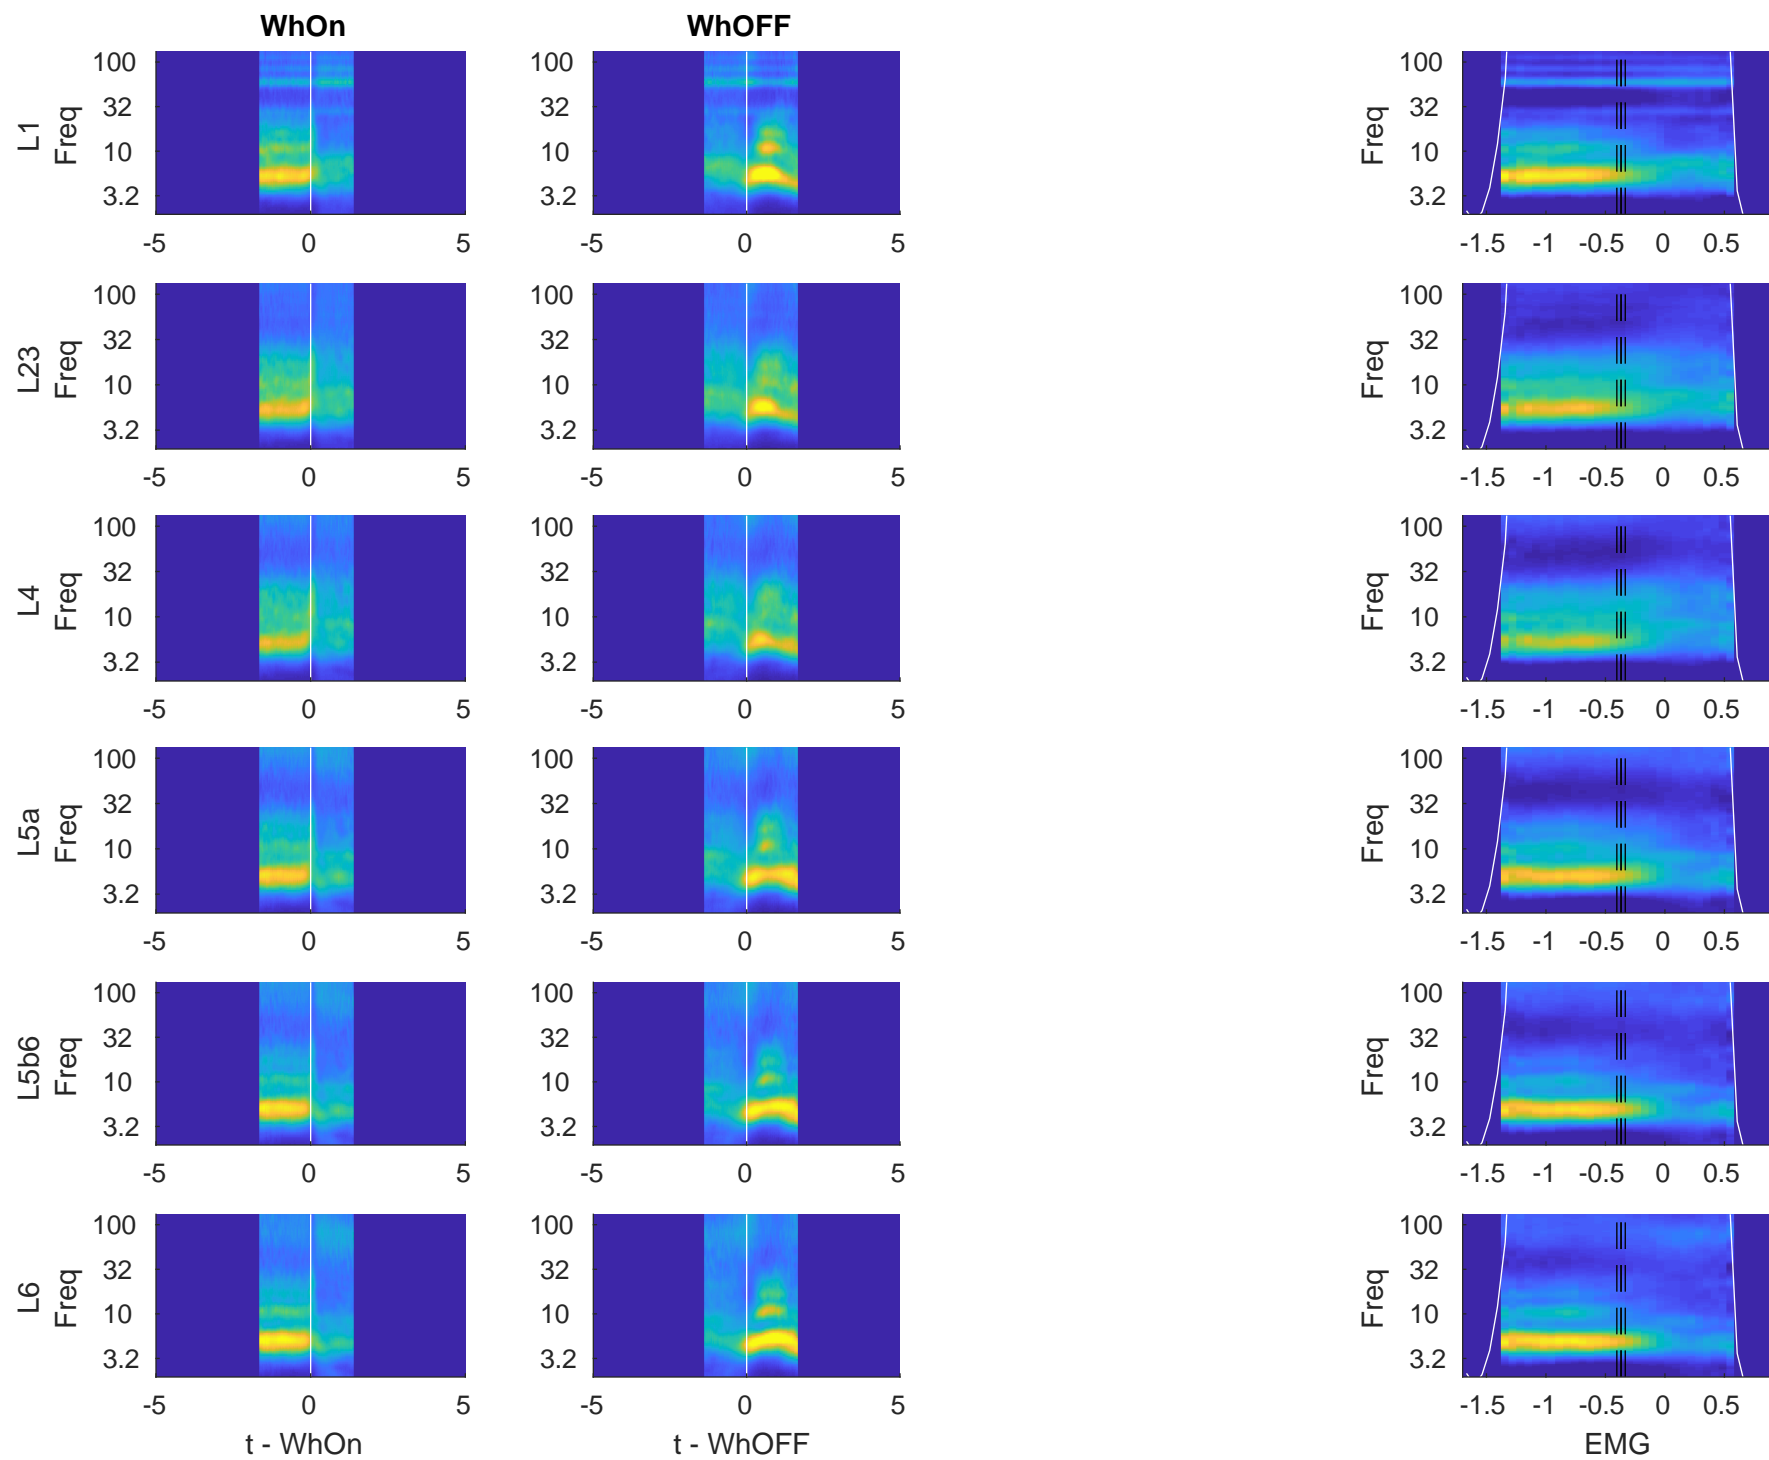 WhOn WhOFF
L1 Freq 100 32 10 3.2 -5 0 5 100 32 10 3.2 -5 0 5 Freq 100 32 10 3.2 -1.5 -1 -0.5 0 0.5
L23 Freq 100 32 10 3.2 -5 0 5 100 32 10 3.2 -5 0 5 Freq 100 32 10 3.2 -1.5 -1 -0.5 0 0.5
L4 Freq 100 32 10 3.2 -5 0 5 100 32 10 3.2 -5 0 5 Freq 100 32 10 3.2 -1.5 -1 -0.5 0 0.5
L5a Freq 100 32 10 3.2 -5 0 5 100 32 10 3.2 -5 0 5 Freq 100 32 10 3.2 -1.5 -1 -0.5 0 0.5
L5b6 Freq 100 32 10 3.2 -5 0 5 100 32 10 3.2 -5 0 5 Freq 100 32 10 3.2 -1.5 -1 -0.5 0 0.5
L6 Freq 100 32 10 3.2 -5 0 5 100 32 10 3.2 -5 0 5 Freq 100 32 10 3.2 -1.5 -1 -0.5 0 0.5
t - WhOn t - WhOFF EMG